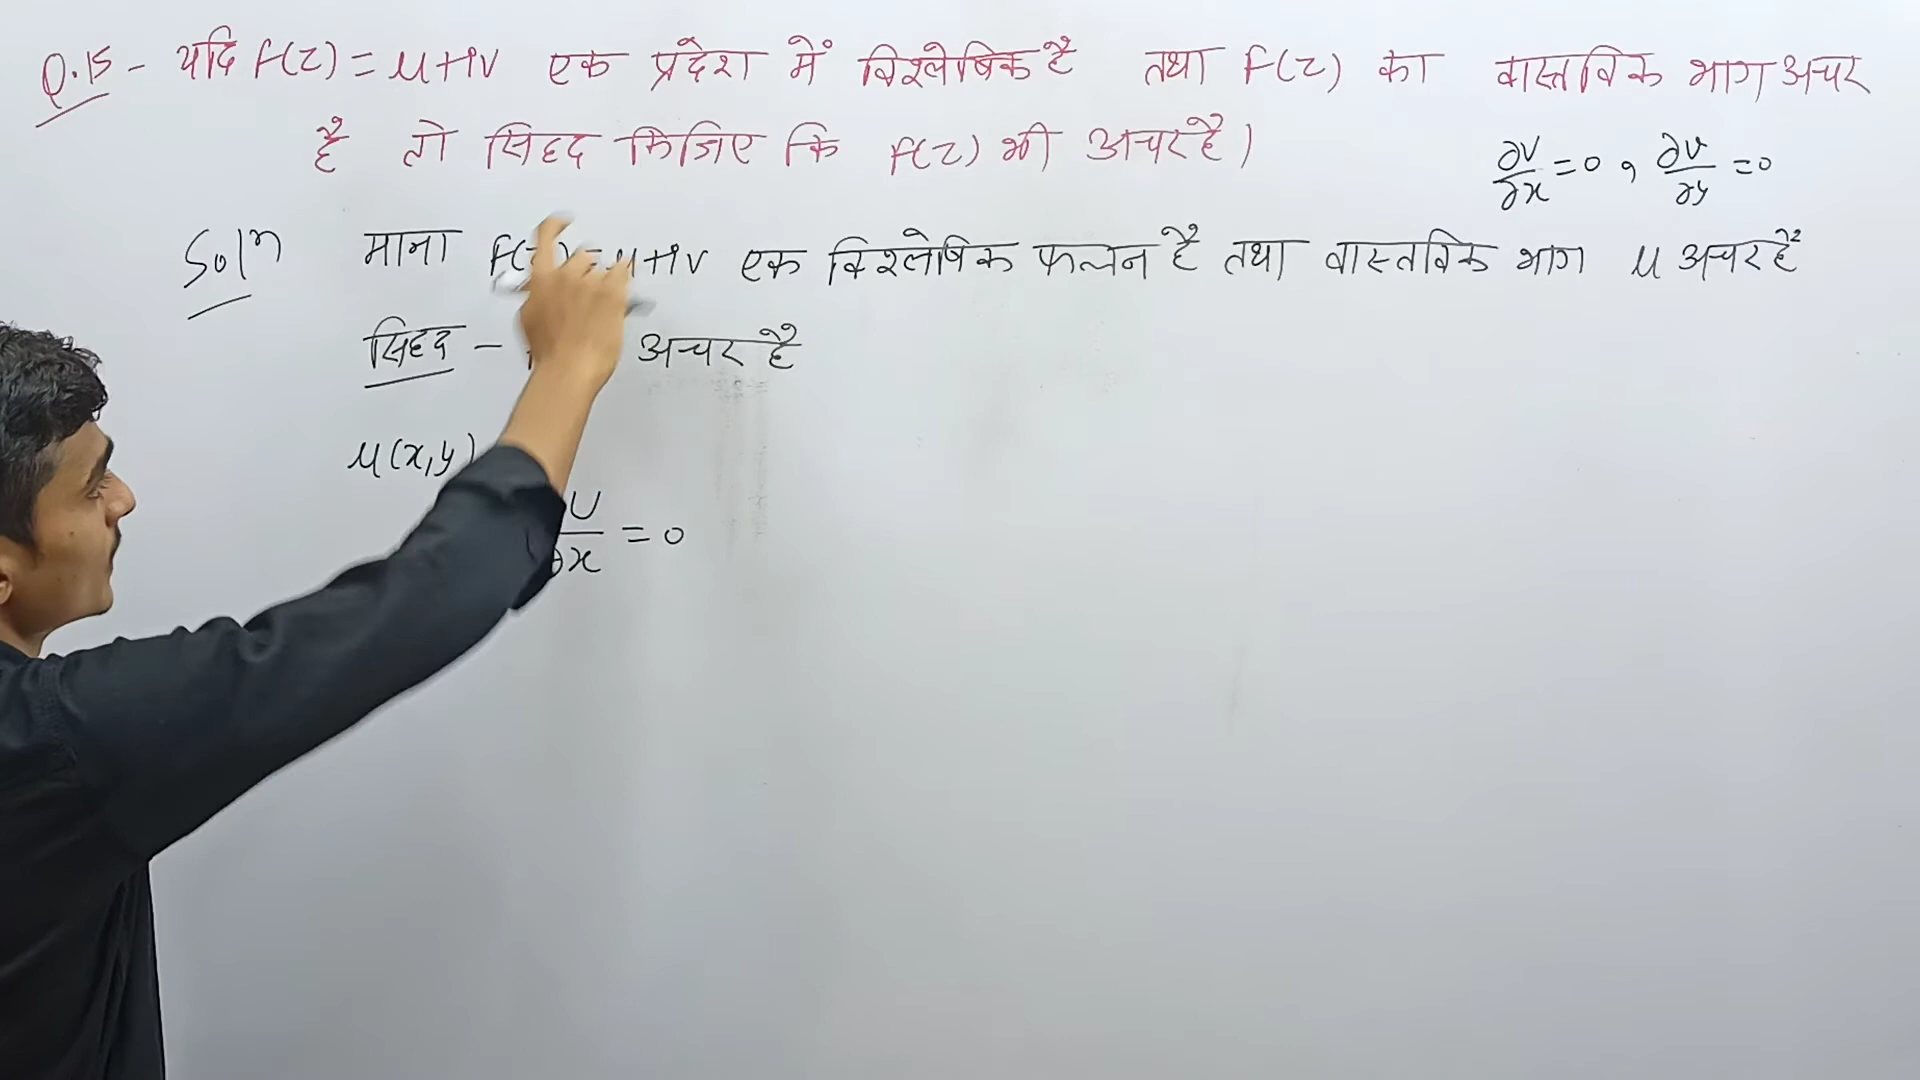 Q.15 - यदि f(z) = u+iv एक प्रदेश में विश्लेषिक है तथा f(z) का वास्तविक भाग अचर
है तो सिद्द किजिए कि f(z) भी अचर है।
∂v/∂x = 0 , ∂v/∂y = 0
Solⁿ माना f(z) = u+iv एक विश्लेषिक फलन है तथा वास्तविक भाग u अचर है
सिद्द - अचर है
u(x,y)
∂U/∂x = 0